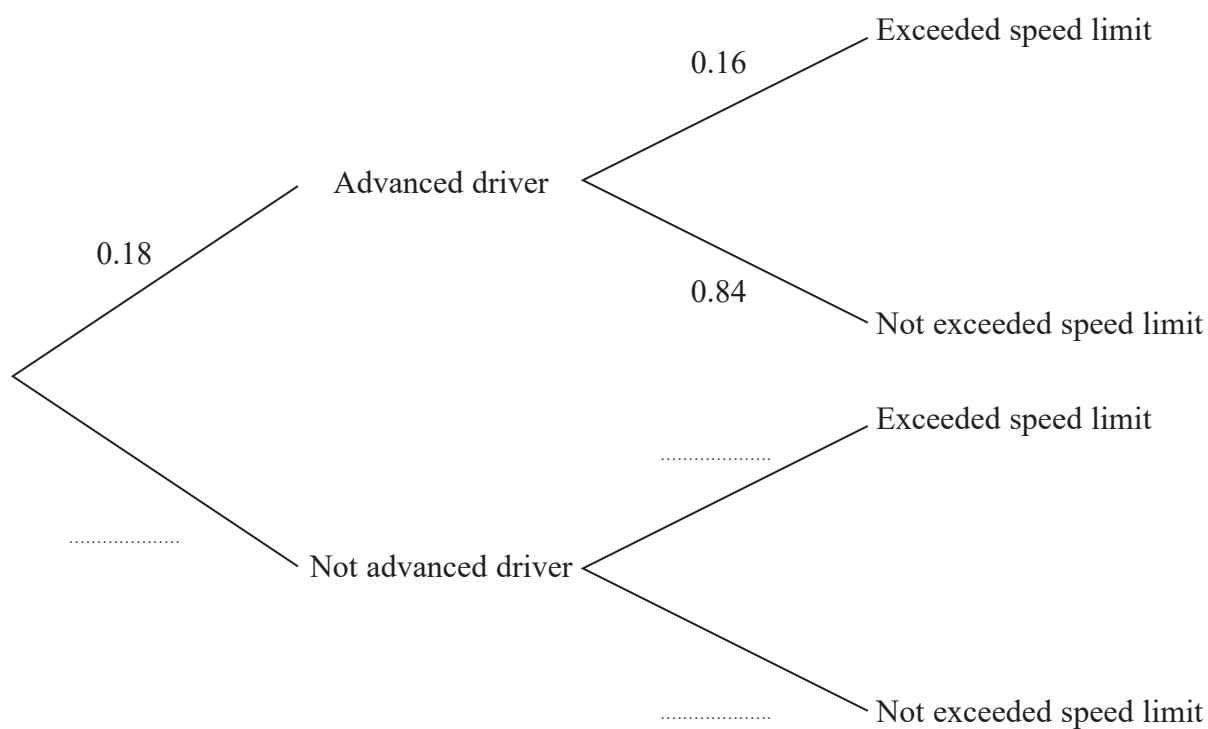 Exceeded speed limit
0.16
Advanced driver
0.18
0.84
Not exceeded speed limit
Exceeded speed limit
....................
....................
Not advanced driver
....................
Not exceeded speed limit